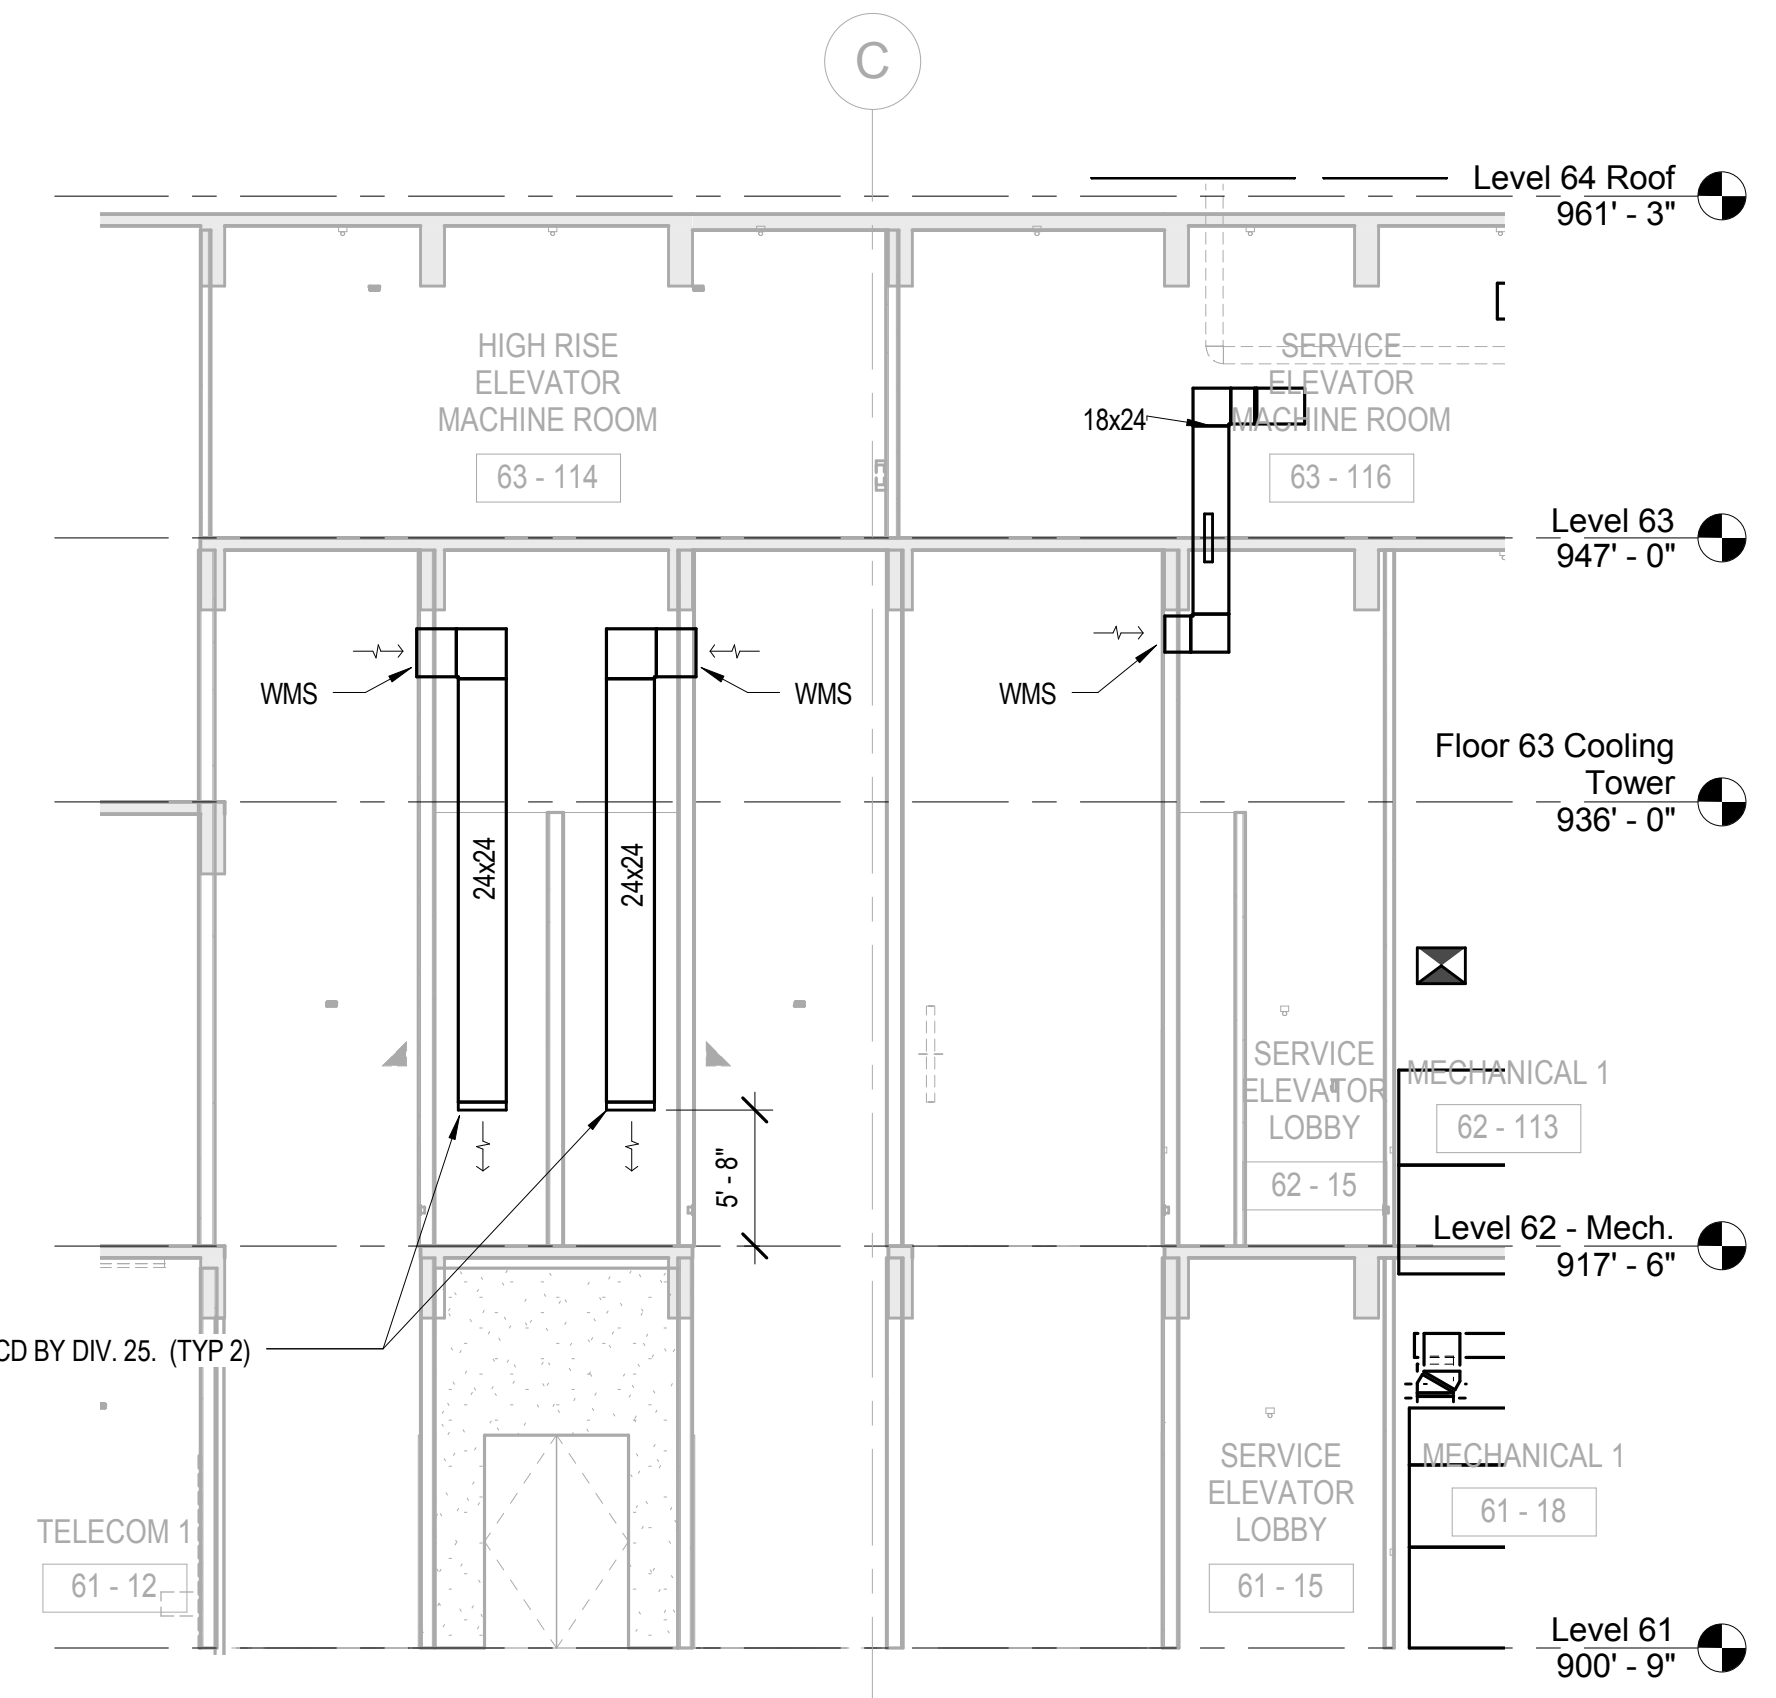 C
Level 64 Roof
961' - 3"
HIGH RISE
ELEVATOR
MACHINE ROOM
63 - 114
SERVICE
ELEVATOR
MACHINE ROOM
63 - 116
18x24
Level 63
947' - 0"
WMS
WMS
WMS
Floor 63 Cooling
Tower
936' - 0"
24x24
24x24
SERVICE
ELEVATOR
LOBBY
62 - 15
MECHANICAL 1
62 - 113
5' - 8"
Level 62 - Mech.
917' - 6"
CD BY DIV. 25. (TYP 2)
SERVICE
ELEVATOR
LOBBY
61 - 15
MECHANICAL 1
61 - 18
TELECOM 1
61 - 12
Level 61
900' - 9"